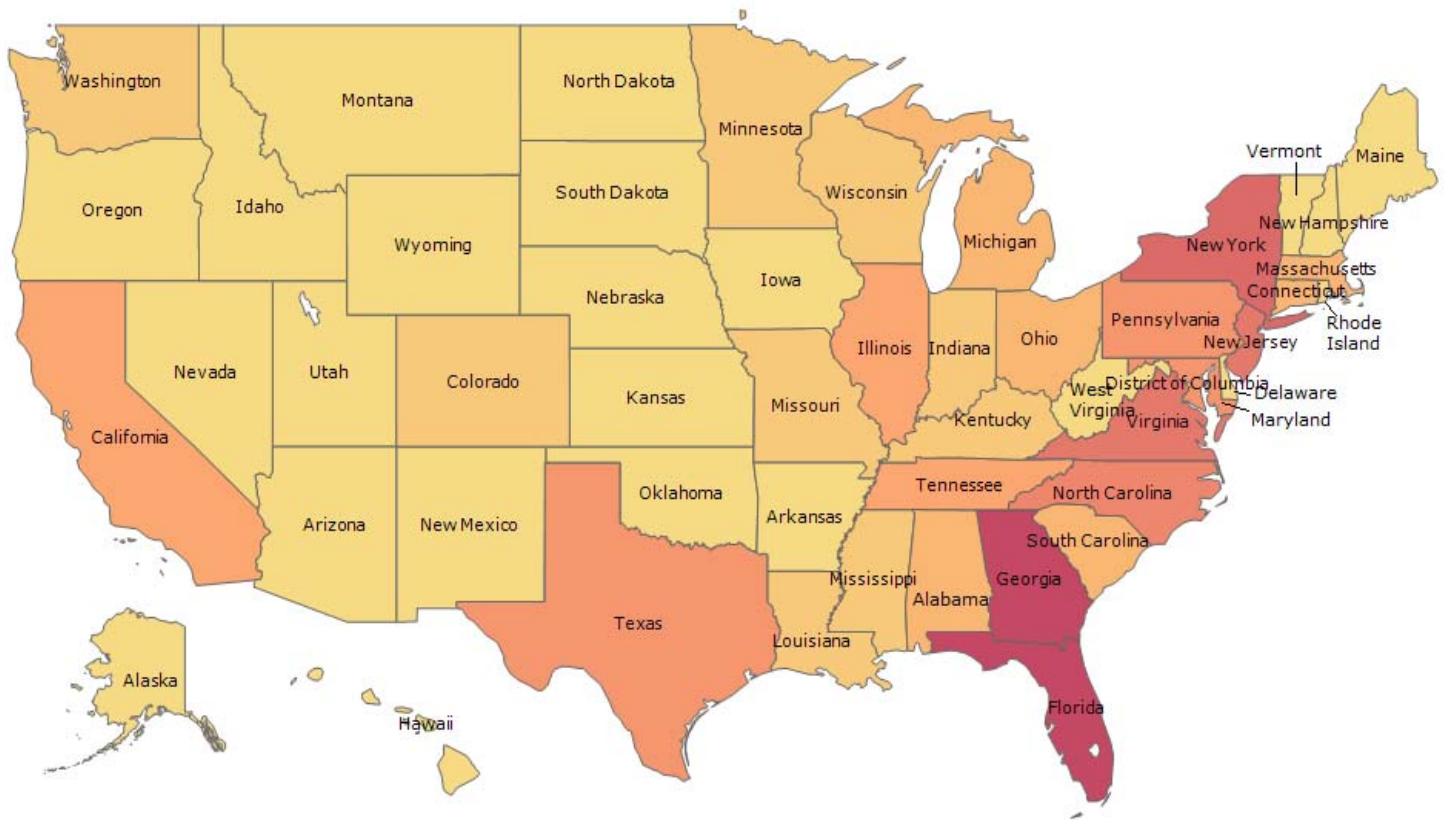 Washington
North Dakota
Montana
Minnesota
Vermont
Maine
South Dakota
Wisconsin
Oregon
Idaho
New Hampshire
Wyoming
Michigan
New York
Massachusetts
Iowa
Connecticut
Nebraska
Pennsylvania
Rhode
Island
Ohio
New Jersey
Illinois
Indiana
Nevada
Utah
Colorado
District of Columbia
West
Virginia
Delaware
Kansas
Missouri
Maryland
Kentucky
Virginia
California
Tennessee
Oklahoma
North Carolina
Arizona
New Mexico
Arkansas
South Carolina
Mississippi
Georgia
Alabama
Texas
Louisiana
Alaska
Florida
Hawaii